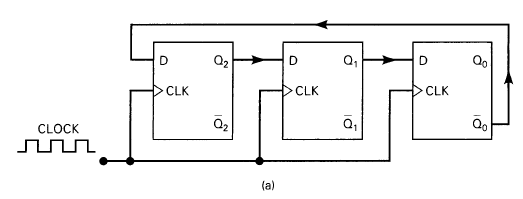 D Q₂ D Q₁ D Q₀
CLK CLK CLK
Q̅₂ Q̅₁ Q̅₀
CLOCK
(a)